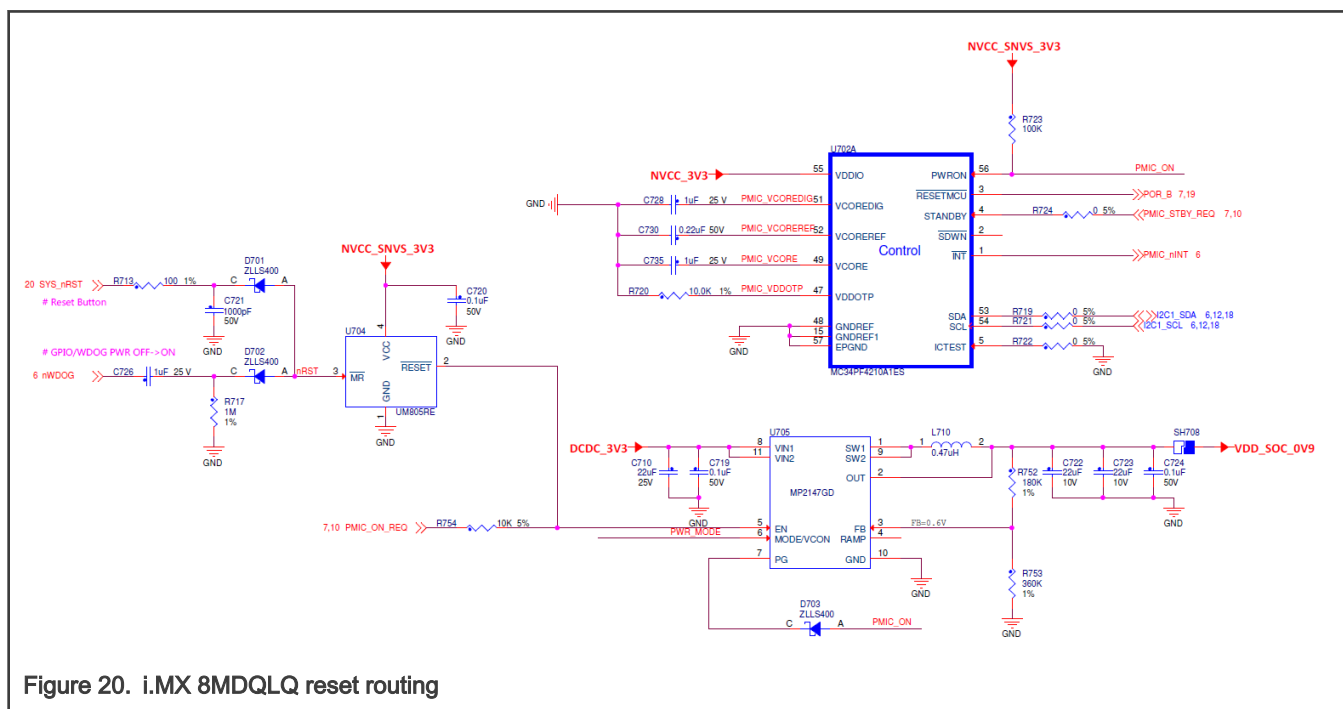 NVCC_SNVS_3V3
R723
100K
U702A
NVCC_3V3
55 VDDIO
PWRON 56 PMIC_ON
C728 1uF 25 V PMIC_VCOREDIG 51 VCOREDIG
RESETMCU 3 POR_B 7,19
GND
STANDBY 4 R724 0 5% PMIC_STBY_REQ 7,10
C730 0.22uF 50V PMIC_VCOREREF 52 VCOREREF
SDWN 2
Control
INT 1 PMIC_nINT 6
C735 1uF 25 V PMIC_VCORE 49 VCORE
R720 10.0K 1% PMIC_VDDOTP 47 VDDOTP
SDA 53 R719 0 5% I2C1_SDA 6,12,18
SCL 54 R721 0 5% I2C1_SCL 6,12,18
48 GNDREF
15 GNDREF1
57 EPGND
ICTEST 5 R722 0 5%
GND
GND
MC34PF4210A1ES
NVCC_SNVS_3V3
D701
ZLLS400
20 SYS_nRST R713 100 1% C A
# Reset Button
C721
1000pF
50V
GND
C720
0.1uF
50V
GND
U704
4
VCC
# GPIO/WDOG PWR OFF->ON
D702
ZLLS400
6 nWDOG C726 1uF 25 V C A nRST 3 MR
RESET 2
GND
1
UM805RE
GND
R717
1M
1%
GND
U705
DCDC_3V3
8 VIN1
11 VIN2
SW1 1
SW2 9
OUT 2
1 L710 2
0.47uH
SH708
VDD_SOC_0V9
C710
22uF
25V
C719
0.1uF
50V
GND
MP2147GD
R752
180K
1%
C722
22uF
10V
C723
22uF
10V
C724
0.1uF
50V
GND
7,10 PMIC_ON_REQ R754 10K 5%
5 EN
FB 3 FB=0.6V
PWR_MODE 6 MODE/VCON
RAMP 4
7 PG
GND 10
GND
R753
360K
1%
GND
D703
ZLLS400
C A PMIC_ON
Figure 20. i.MX 8MDQLQ reset routing